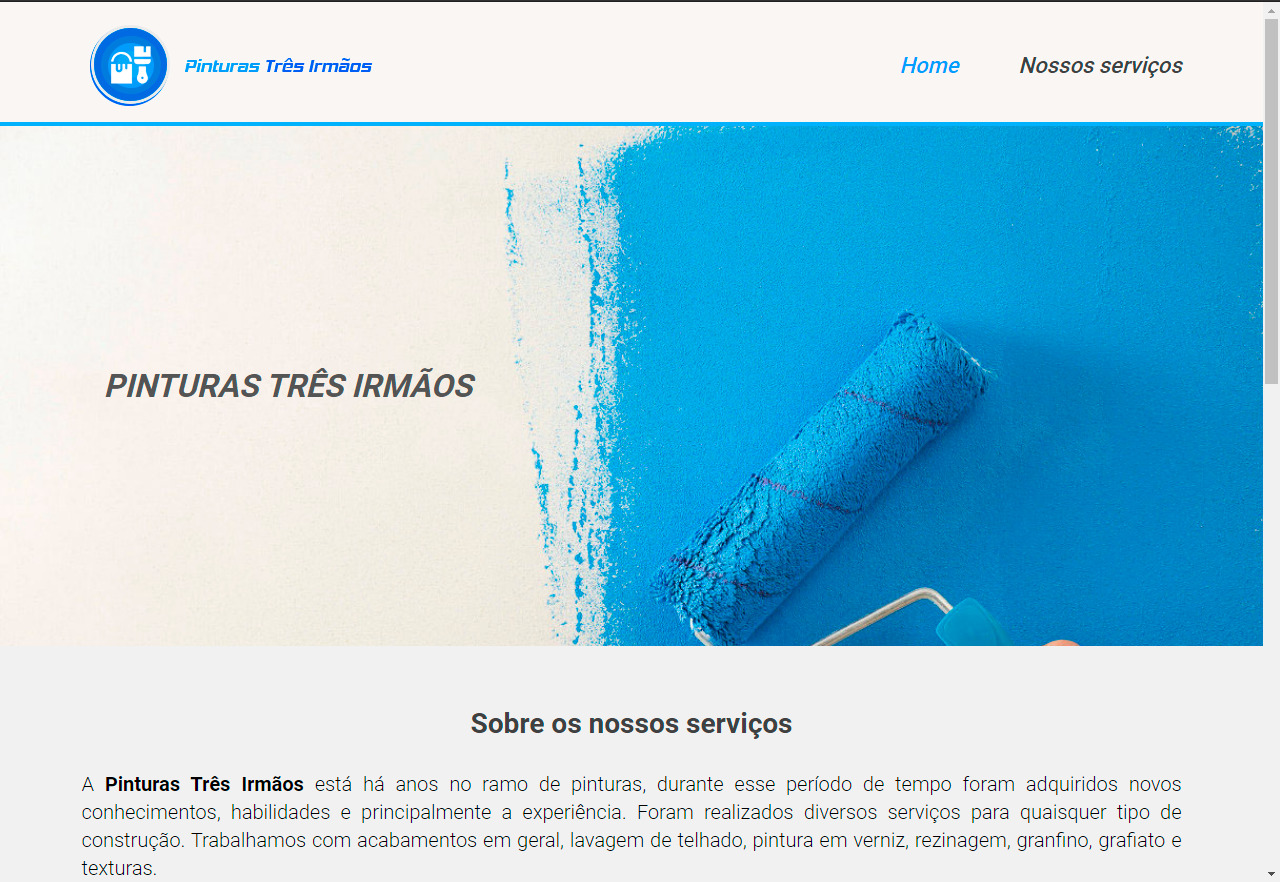 Pinturas Três Irmãos
Home
Nossos serviços
PINTURAS TRÊS IRMÃOS
Sobre os nossos serviços
A Pinturas Três Irmãos está há anos no ramo de pinturas, durante esse período de tempo foram adquiridos novos
conhecimentos, habilidades e principalmente a experiência. Foram realizados diversos serviços para quaisquer tipo de
construção. Trabalhamos com acabamentos em geral, lavagem de telhado, pintura em verniz, rezinagem, granfino, grafiato e
texturas.